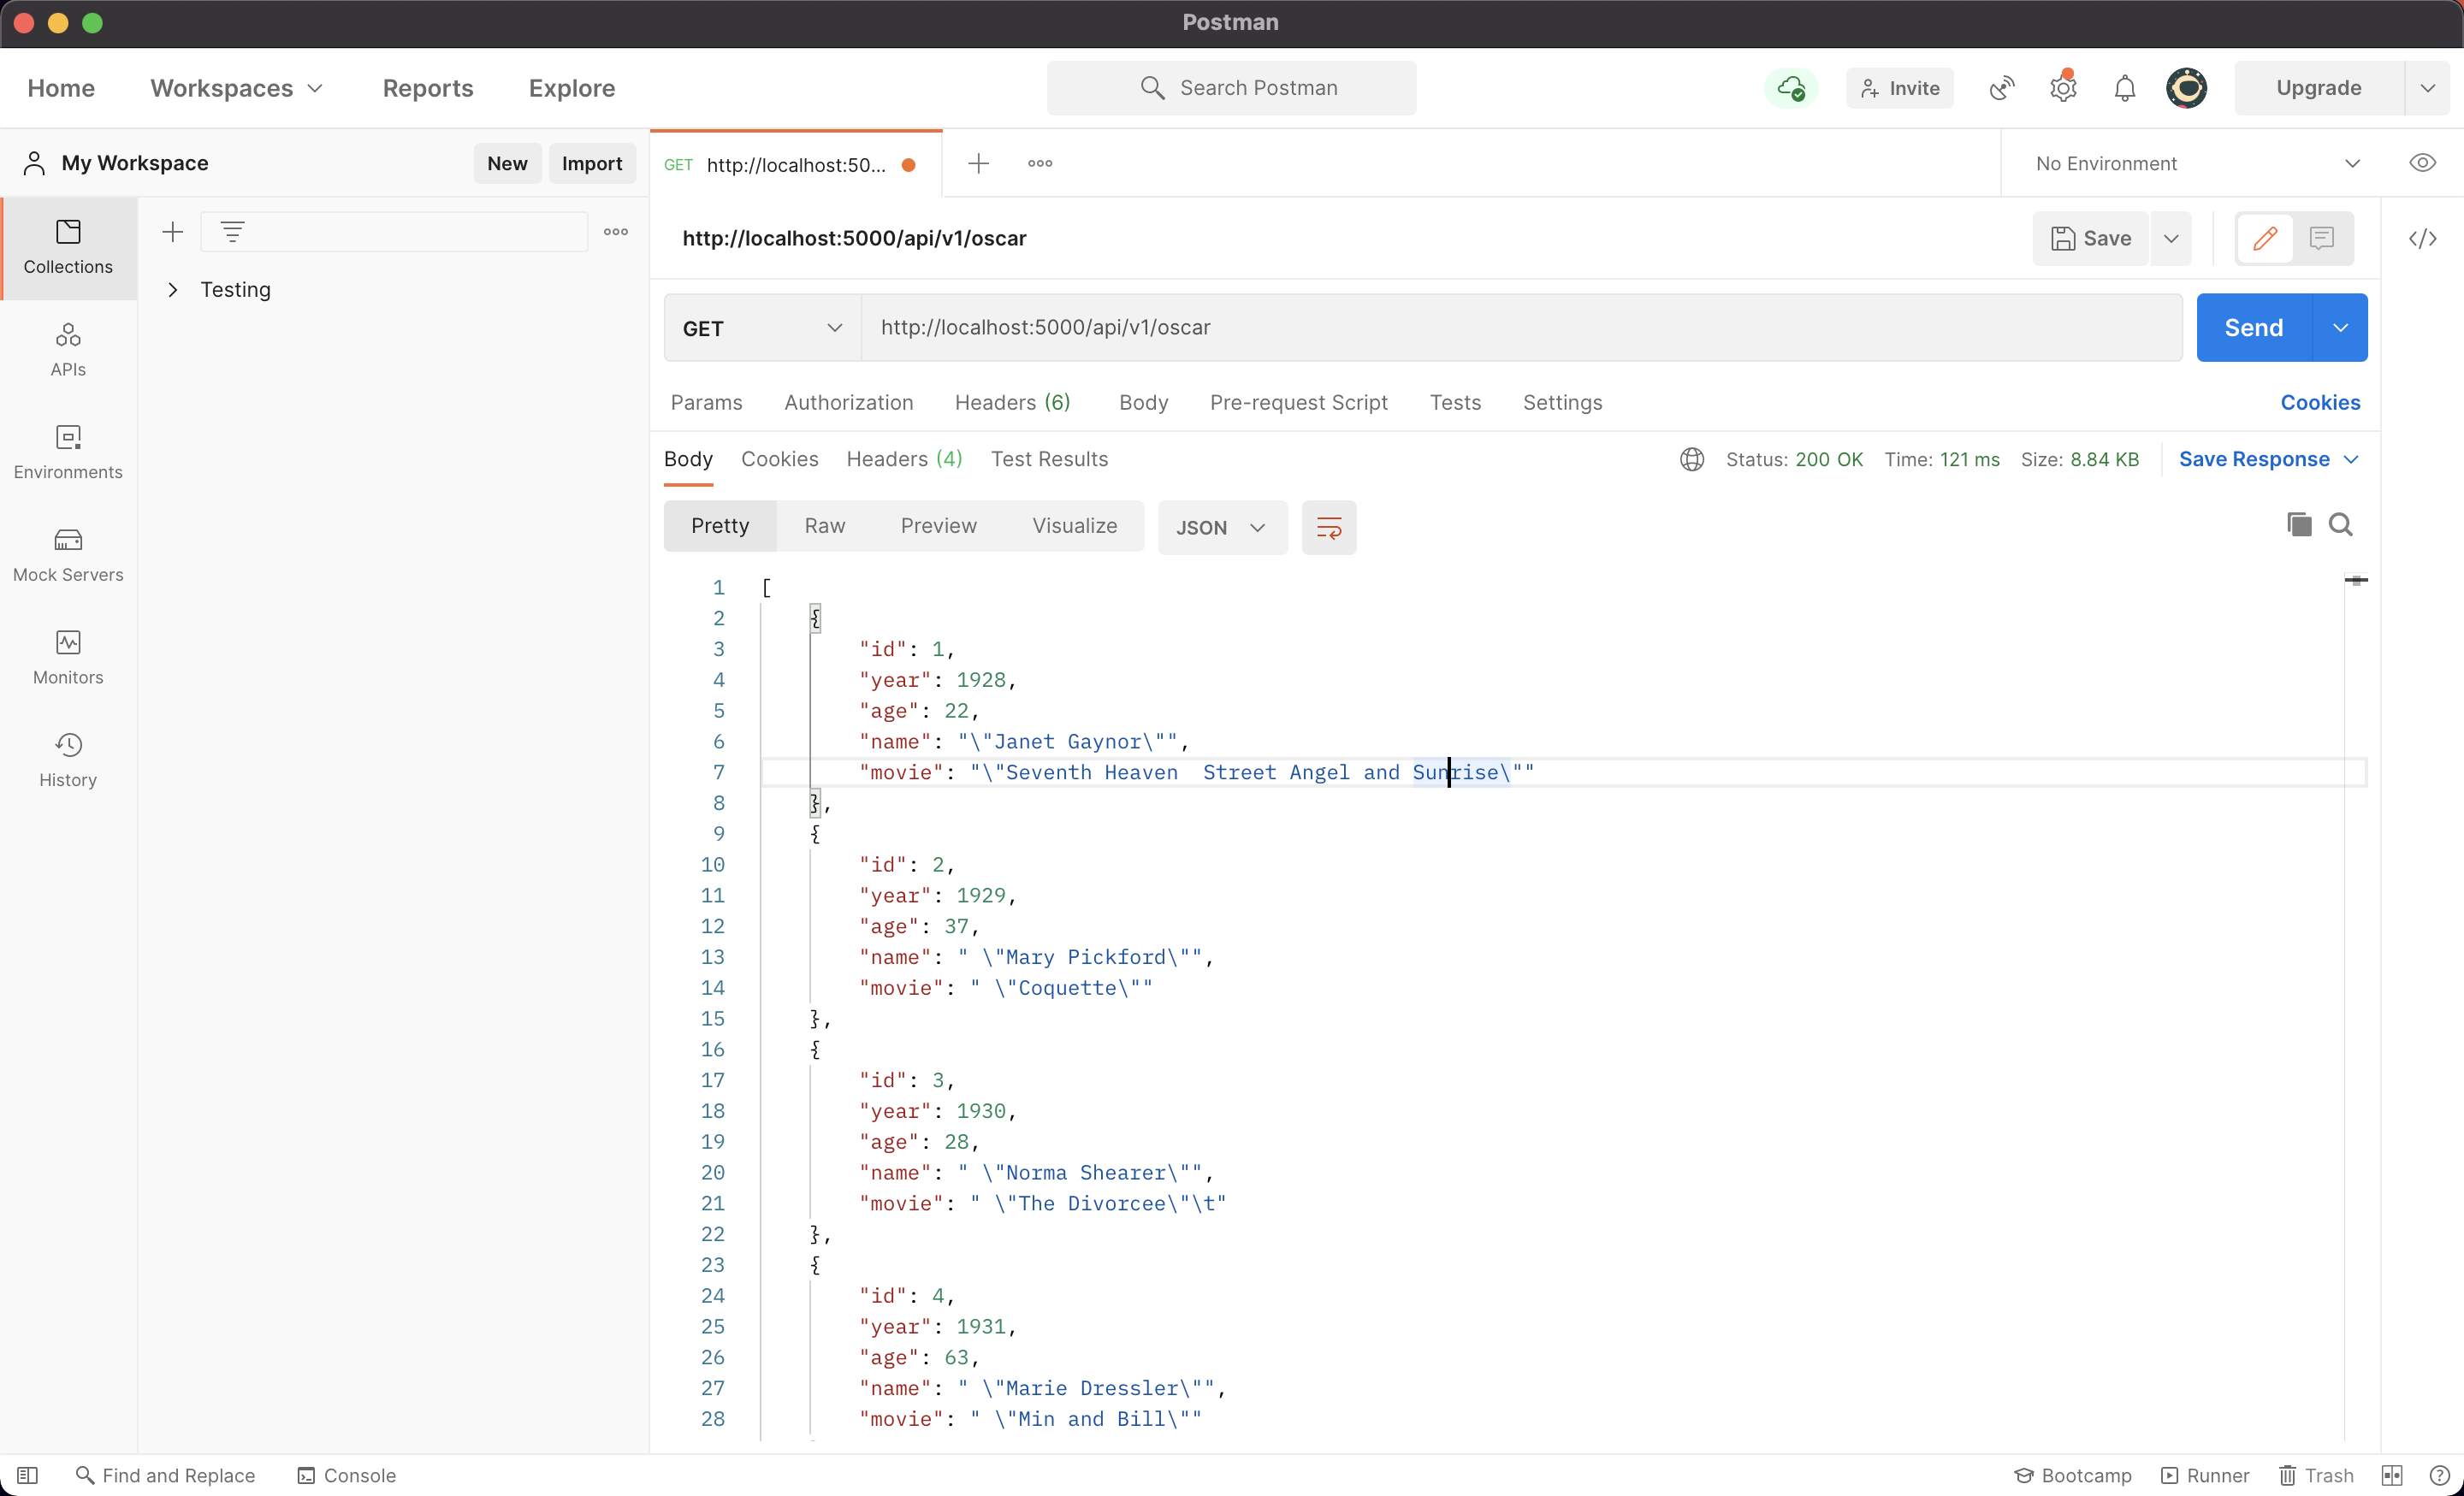 Postman
Home Workspaces Reports Explore Search Postman Invite Upgrade
My Workspace New Import GET http://localhost:50... No Environment
http://localhost:5000/api/v1/oscar Save
Collections
Testing
APIs
Environments
Mock Servers
Monitors
History
GET http://localhost:5000/api/v1/oscar Send
Params Authorization Headers (6) Body Pre-request Script Tests Settings Cookies
Body Cookies Headers (4) Test Results Status: 200 OK Time: 121 ms Size: 8.84 KB Save Response
Pretty Raw Preview Visualize JSON
1 [
2 {
3 "id": 1,
4 "year": 1928,
5 "age": 22,
6 "name": "\"Janet Gaynor\"",
7 "movie": "\"Seventh Heaven  Street Angel and Sunrise\""
8 },
9 {
10 "id": 2,
11 "year": 1929,
12 "age": 37,
13 "name": " \"Mary Pickford\"",
14 "movie": " \"Coquette\""
15 },
16 {
17 "id": 3,
18 "year": 1930,
19 "age": 28,
20 "name": " \"Norma Shearer\"",
21 "movie": " \"The Divorcee\"\t"
22 },
23 {
24 "id": 4,
25 "year": 1931,
26 "age": 63,
27 "name": " \"Marie Dressler\"",
28 "movie": " \"Min and Bill\""
Find and Replace Console Bootcamp Runner Trash